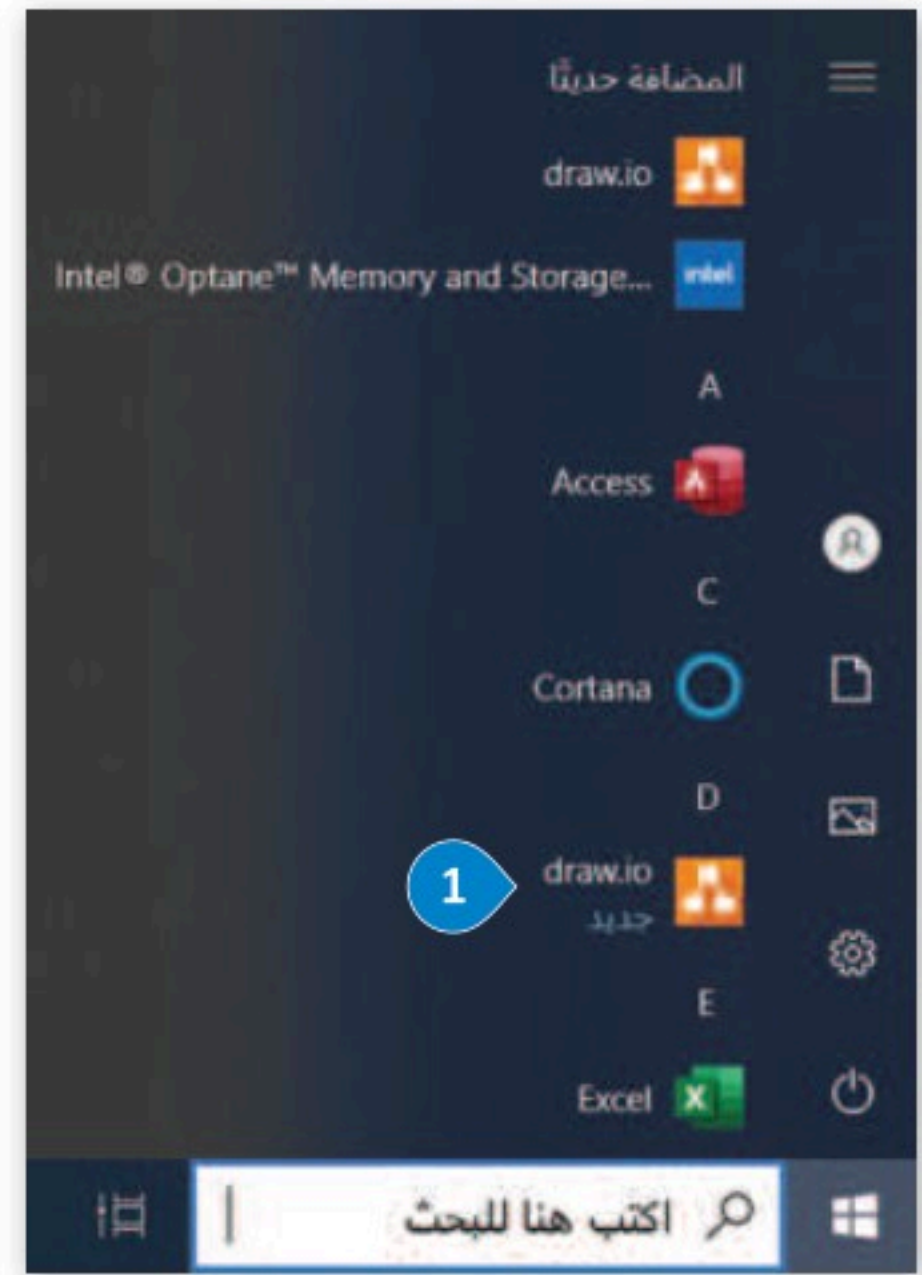 المضافة حديثًا
draw.io
Intel® Optane™ Memory and Storage...
intel
A
Access
C
Cortana
D
draw.io
جديد
1
E
Excel
اكتب هنا للبحث